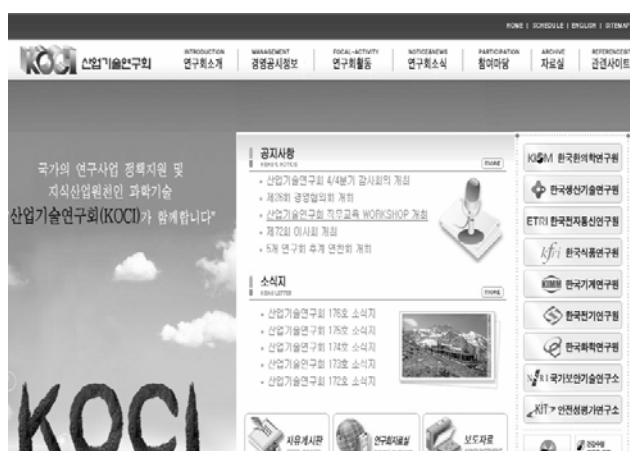 HOME | SCHEDULE | ENGLISH | SITEMAP
KOCI 산업기술연구회
INTRODUCTION MANAGEMENT FOCAL-ACTIVITY NOTICE&NEWS PARTICIPATION ARCHIVE REFERENCE
연구회소개 경영공시정보 연구회활동 연구회소식 참여마당 자료실 관련사이트
국가의 연구사업 정책지원 및
지식산업원천인 과학기술
산업기술연구회(KOCI)가 함께합니다"
KOCI
공지사항
more
산업기술연구회 4/4분기 감사회의 개최
제26회 경영협의회 개최
산업기술연구회 직무교육 WORKSHOP 개최
제72회 이사회 개최
5개 연구회 추계 연찬회 개최
소식지
more
산업기술연구회 176호 소식지
산업기술연구회 175호 소식지
산업기술연구회 174호 소식지
산업기술연구회 173호 소식지
산업기술연구회 172호 소식지
자유게시판
연구회자료실
보도자료
한국한의학연구원
한국생산기술연구원
ETRI 한국전자통신연구원
kfri 한국식품연구원
KIMM 한국기계연구원
한국전기연구원
한국화학연구원
국가보안기술연구소
KIT 안전성평가연구소